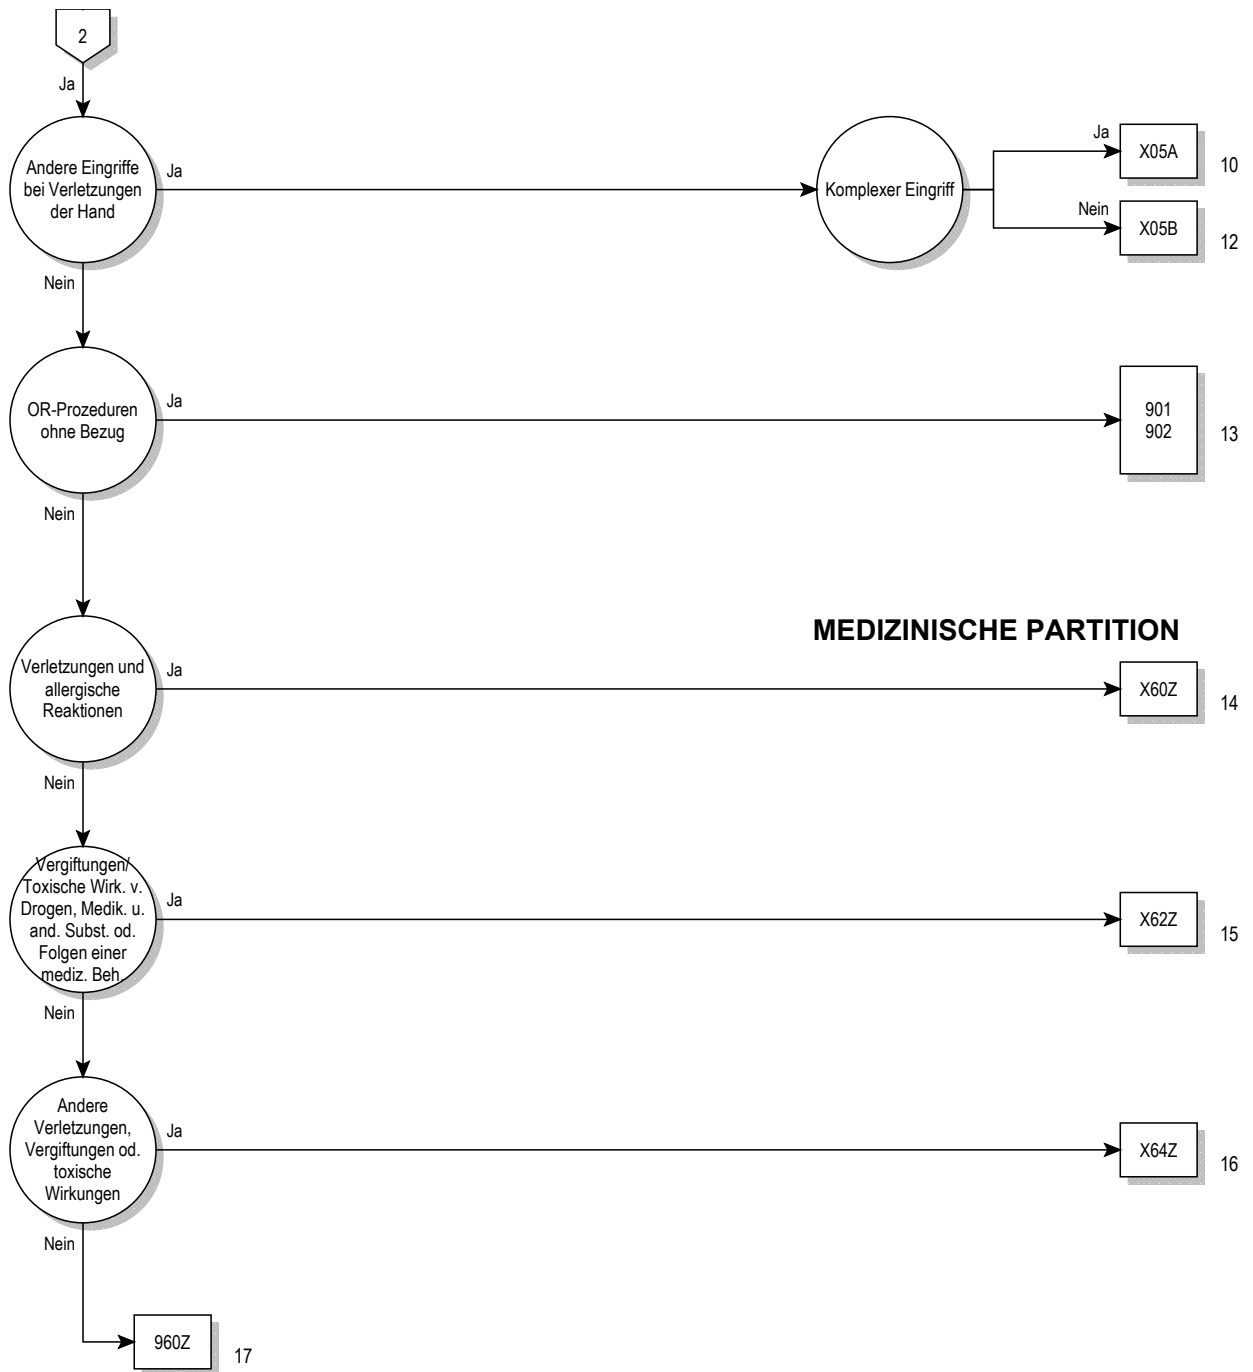 2
Ja
Andere Eingriffe
bei Verletzungen
der Hand
Ja
Komplexer Eingriff
Ja
X05A
10
Nein
X05B
12
Nein
OR-Prozeduren
ohne Bezug
Ja
901
902
13
Nein
MEDIZINISCHE PARTITION
Verletzungen und
allergische
Reaktionen
Ja
X60Z
14
Nein
Vergiftungen/
Toxische Wirk. v.
Drogen, Medik. u.
and. Subst. od.
Folgen einer
mediz. Beh.
Ja
X62Z
15
Nein
Andere
Verletzungen,
Vergiftungen od.
toxische
Wirkungen
Ja
X64Z
16
Nein
960Z
17